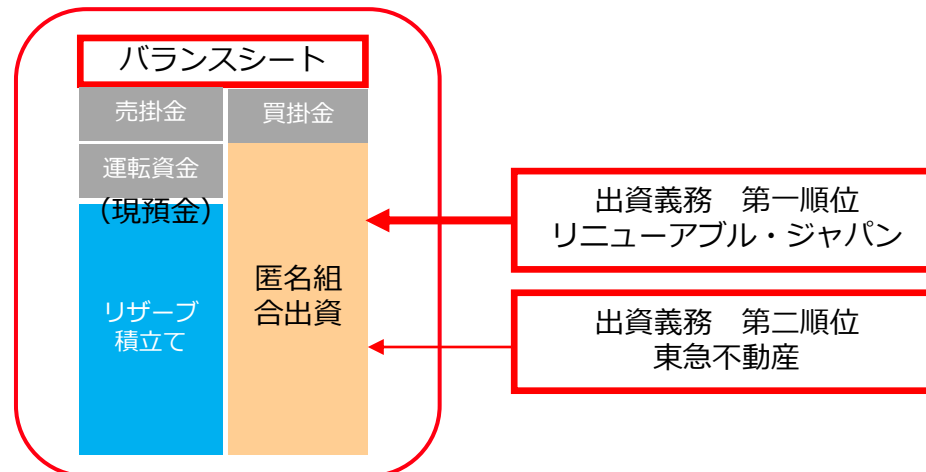 バランスシート
売掛金
買掛金
運転資金
(現預金)
リザーブ
積立て
匿名組
合出資
出資義務　第一順位
リニューアブル・ジャパン
出資義務　第二順位
東急不動産